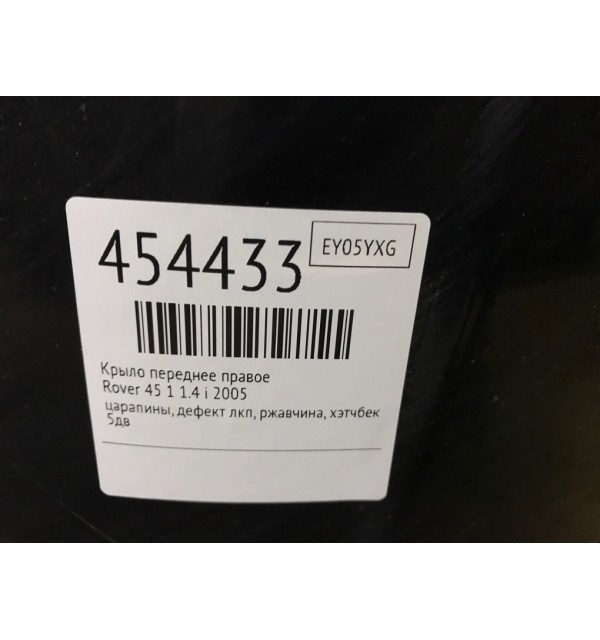 454433
EY05YXG
Крыло переднее правое
Rover 45 1 1.4 i 2005
царапины, дефект лкп, ржавчина, хэтчбек
5дв